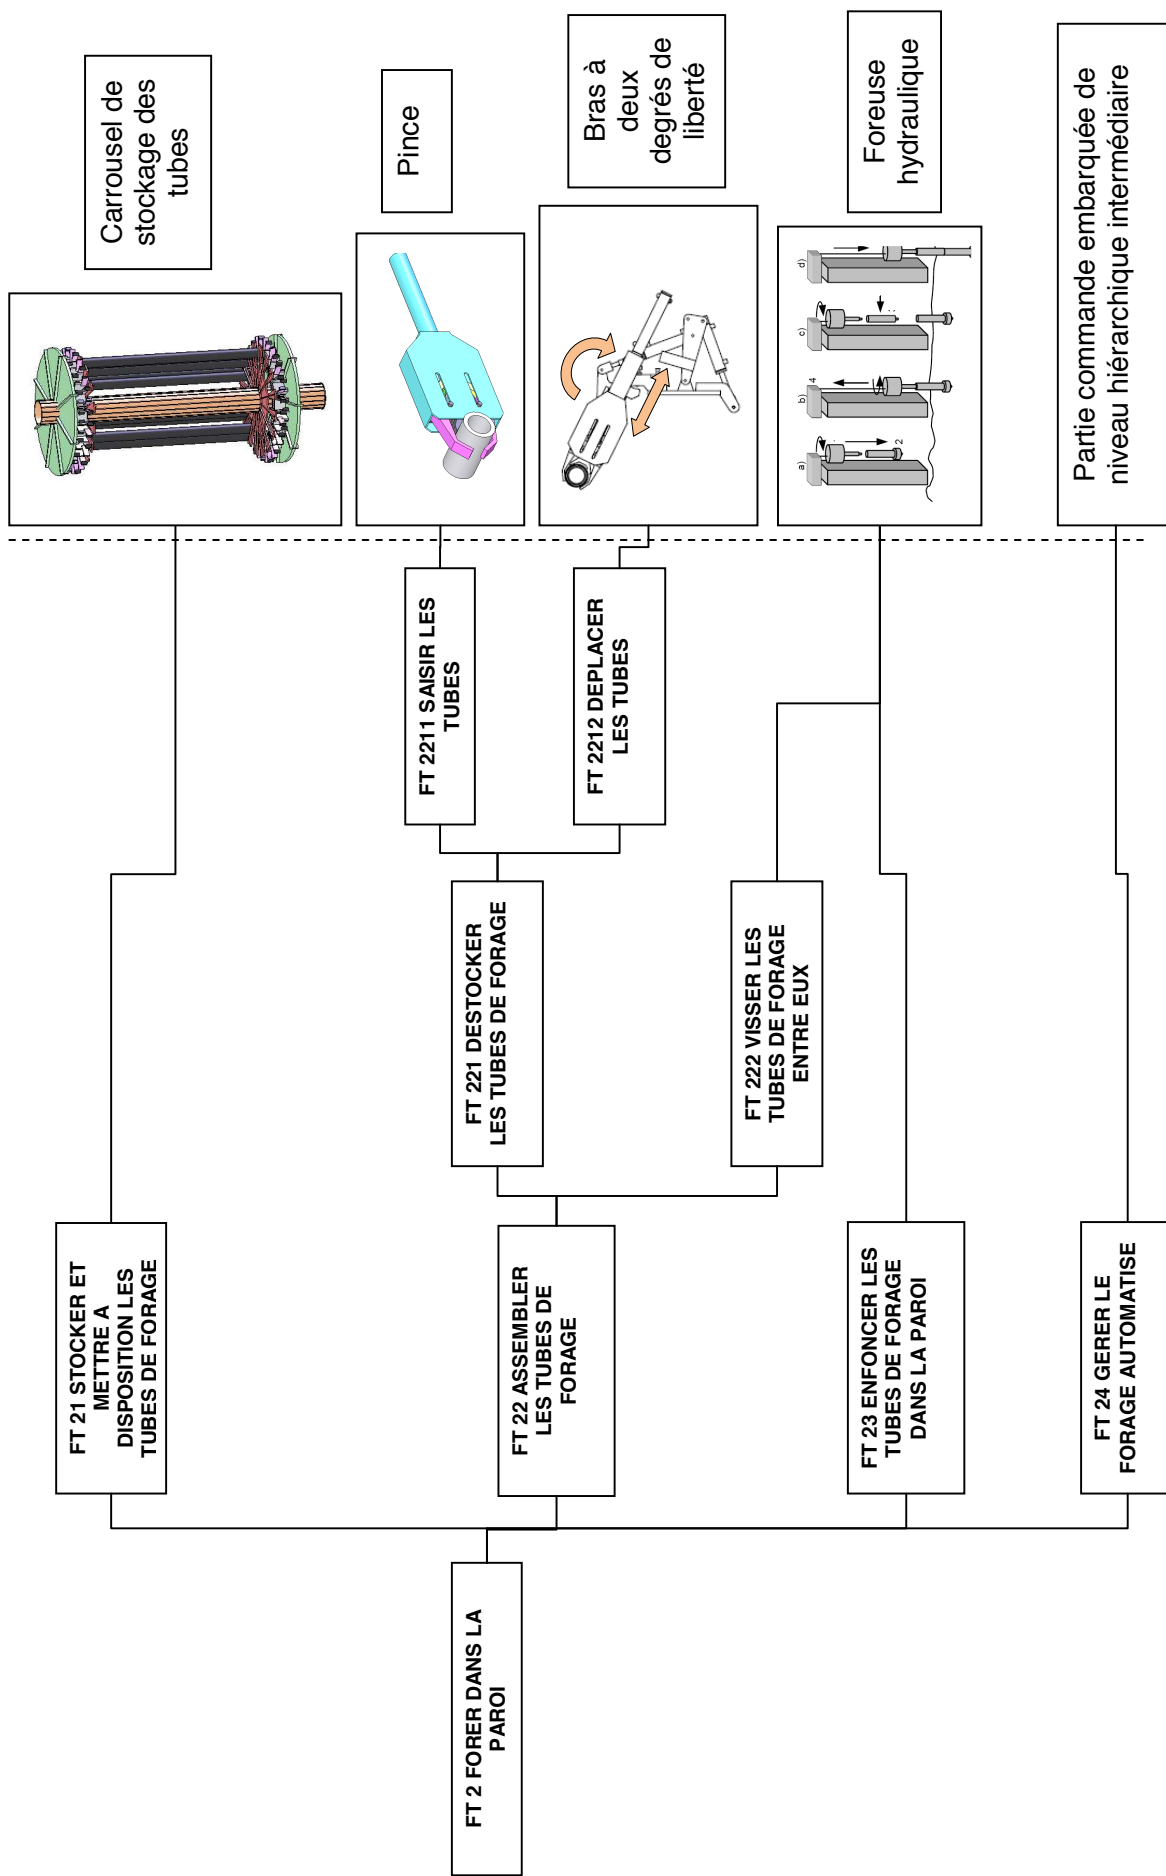 FT 2 FORER DANS LA
PAROI
FT 21 STOCKER ET
METTRE A
DISPOSITION LES
TUBES DE FORAGE
Carrousel de
stockage des
tubes
FT 22 ASSEMBLER
LES TUBES DE
FORAGE
FT 221 DESTOCKER
LES TUBES DE FORAGE
FT 2211 SAISIR LES
TUBES
Pince
FT 2212 DEPLACER
LES TUBES
Bras à
deux
degrés de
liberté
FT 222 VISSER LES
TUBES DE FORAGE
ENTRE EUX
FT 23 ENFONCER LES
TUBES DE FORAGE
DANS LA PAROI
a)
2
b)
4
c)
d)
Foreuse
hydraulique
FT 24 GERER LE
FORAGE AUTOMATISE
Partie commande embarquée de
niveau hiérarchique intermédiaire